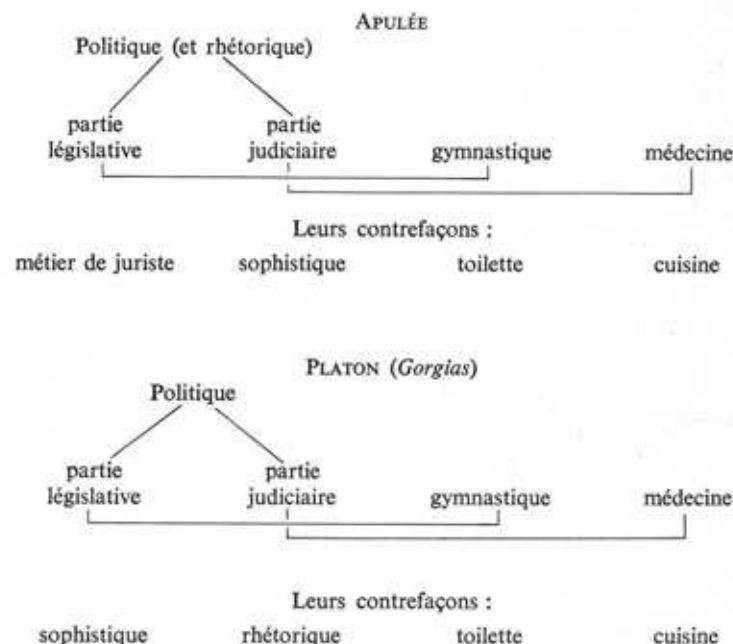 APULÉE
Politique (et rhétorique)
partie partie
législative judiciaire gymnastique médecine
Leurs contrefaçons :
métier de juriste sophistique toilette cuisine
PLATON (Gorgias)
Politique
partie partie
législative judiciaire gymnastique médecine
Leurs contrefaçons :
sophistique rhétorique toilette cuisine